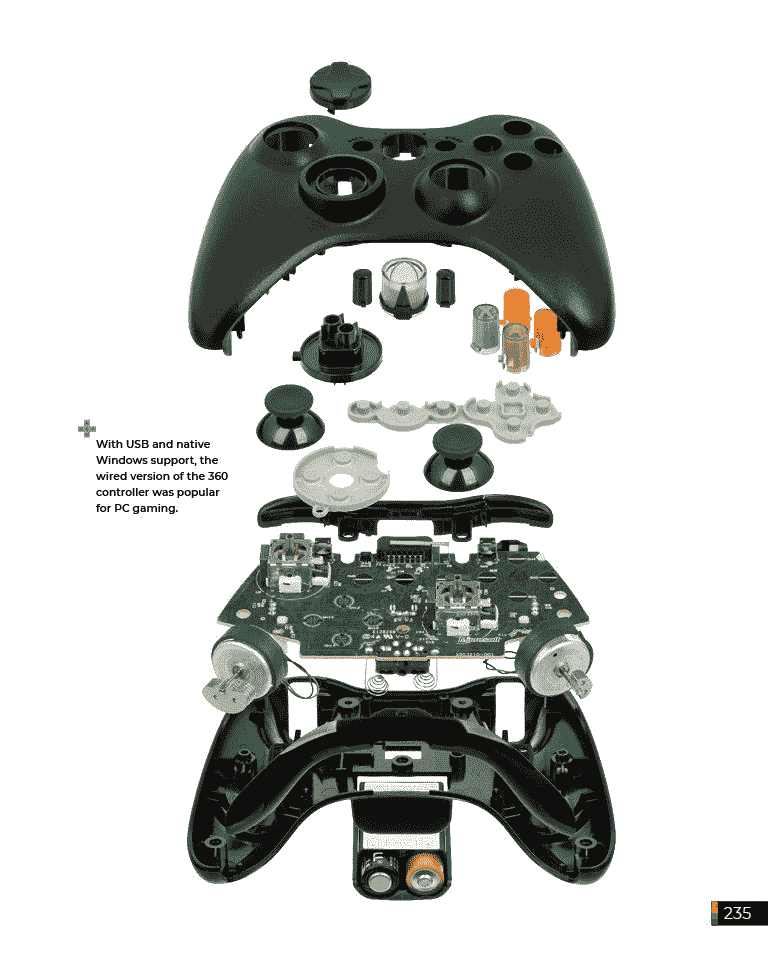 With USB and native
Windows support, the
wired version of the 360
controller was popular
for PC gaming.
Microsoft
235